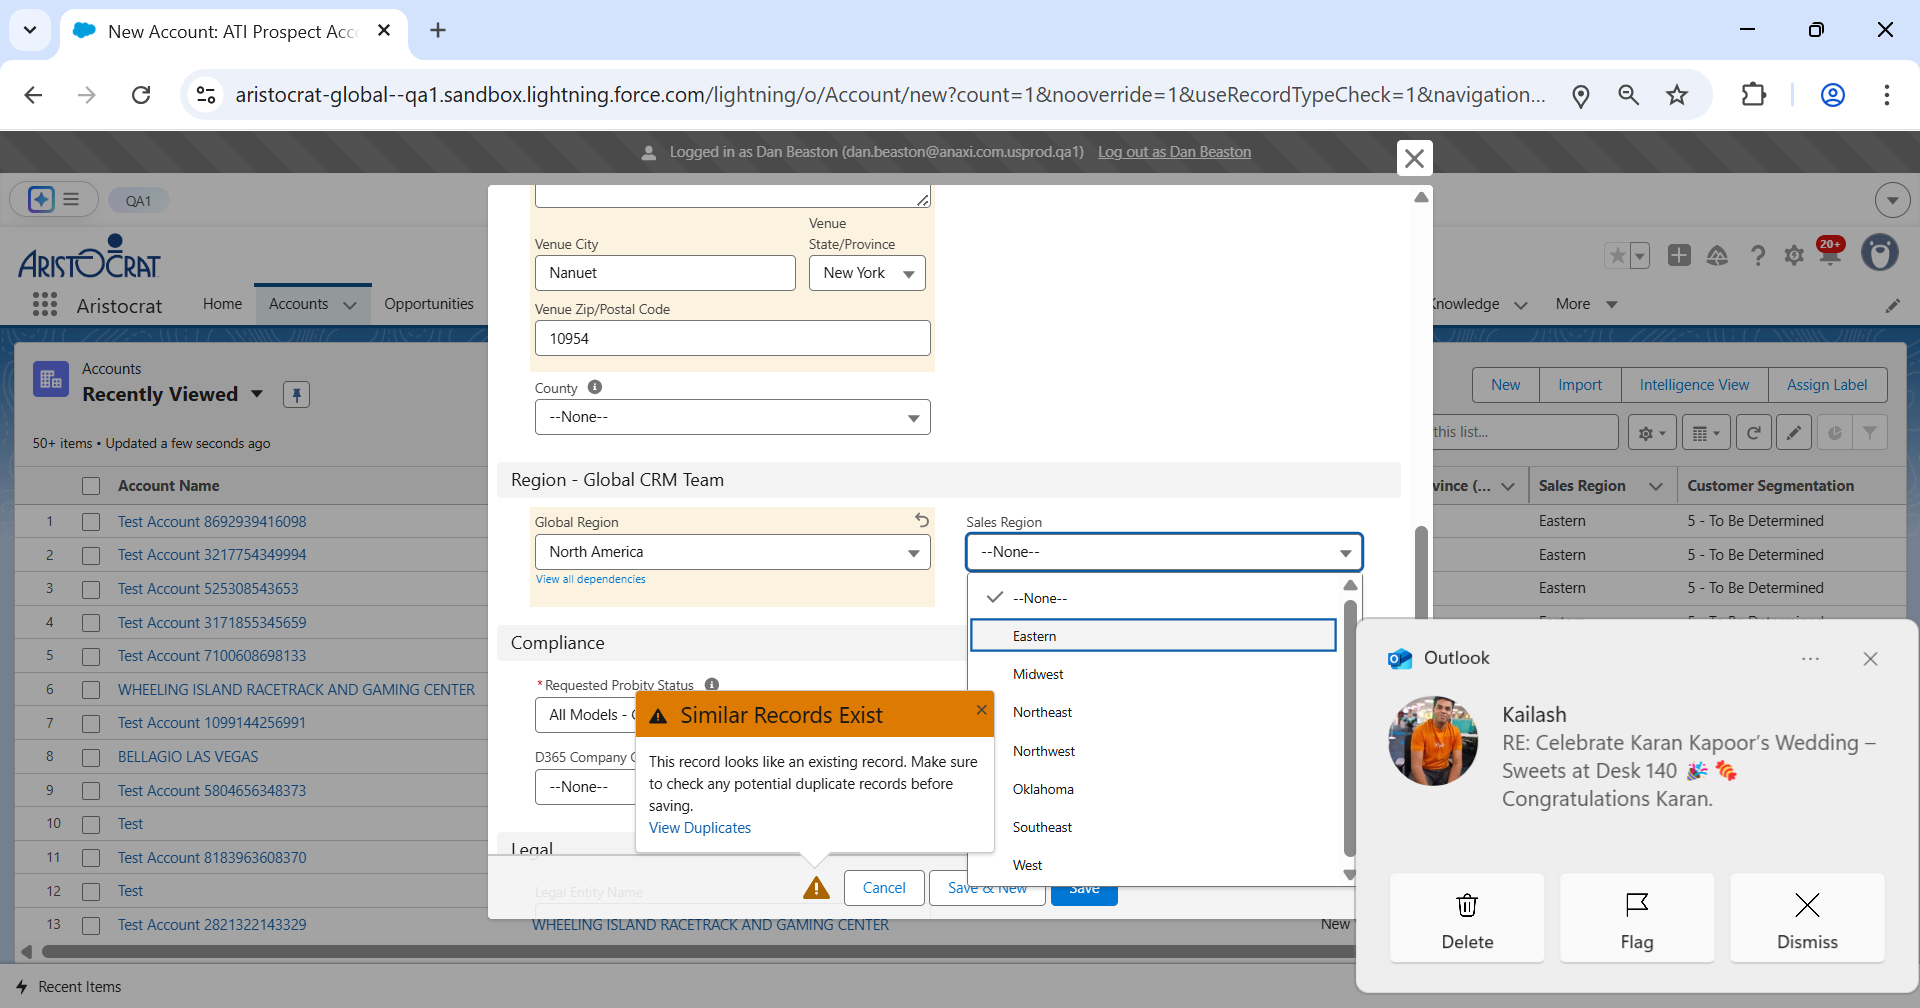 New Account: ATI Prospect Acc
aristocrat-global--qa1.sandbox.lightning.force.com/lightning/o/Account/new?count=1&nooverride=1&useRecordTypeCheck=1&navigation...
Logged in as Dan Beaston (dan.beaston@anaxi.com.usprod.qa1) Log out as Dan Beaston
QA1
ARISTOCRAT
20+
Aristocrat
Home
Accounts
Opportunities
Knowledge
More
Accounts
Recently Viewed
50+ items • Updated a few seconds ago
New
Import
Intelligence View
Assign Label
this list...
Account Name
vince (...
Sales Region
Customer Segmentation
1 Test Account 8692939416098
Eastern
5 - To Be Determined
2 Test Account 3217754349994
Eastern
5 - To Be Determined
3 Test Account 525308543653
Eastern
5 - To Be Determined
4 Test Account 3171855345659
5 Test Account 7100608698133
6 WHEELING ISLAND RACETRACK AND GAMING CENTER
7 Test Account 1099144256991
8 BELLAGIO LAS VEGAS
9 Test Account 5804656348373
10 Test
11 Test Account 8183963608370
12 Test
13 Test Account 2821322143329
WHEELING ISLAND RACETRACK AND GAMING CENTER
New
Recent Items
Venue City
Nanuet
Venue
State/Province
New York
Venue Zip/Postal Code
10954
County
--None--
Region - Global CRM Team
Global Region
North America
View all dependencies
Sales Region
--None--
--None--
Eastern
Midwest
Northeast
Northwest
Oklahoma
Southeast
West
Compliance
*Requested Probity Status
All Models -
D365 Company
--None--
Legal
Legal Entity Name
Similar Records Exist
This record looks like an existing record. Make sure
to check any potential duplicate records before
saving.
View Duplicates
Cancel
Save & New
Save
Outlook
Kailash
RE: Celebrate Karan Kapoor's Wedding –
Sweets at Desk 140 🎉 🍬
Congratulations Karan.
Delete
Flag
Dismiss